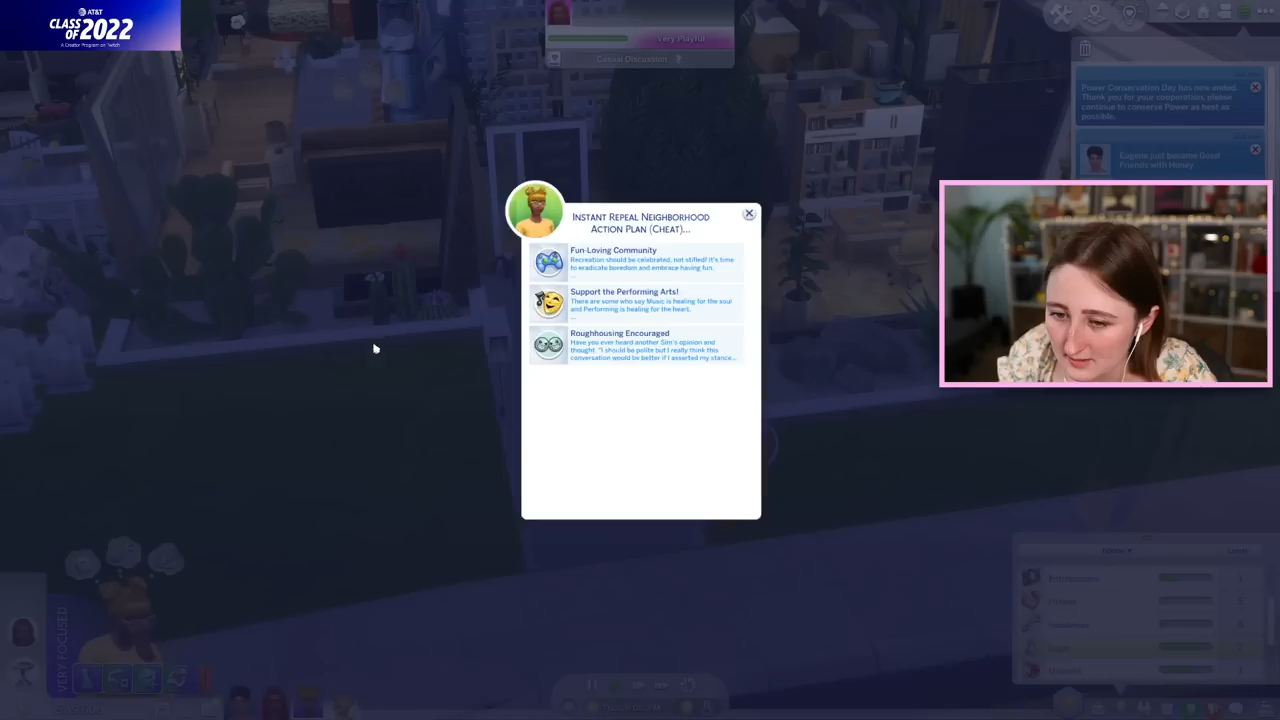 AT&T
CLASS
OF 2022
A Creator Program on Twitch
Very Playful
Casual Discussion
Power Conservation Day has now ended.
Thank you for your cooperation, please
continue to conserve Power as best as
possible.
Eugene just became Good
Friends with Honey
INSTANT REPEAL NEIGHBORHOOD
ACTION PLAN (CHEAT)...
Fun-Loving Community
Recreation should be celebrated, not stifled! It's time
to eradicate boredom and embrace having fun.
...
Support the Performing Arts!
There are some who say Music is healing for the soul
and Performing is healing for the heart.
...
Roughhousing Encouraged
Have you ever heard another Sim's opinion and
thought, "I should be polite but I really think this
conversation would be better if I asserted my stance...
VERY FOCUSED